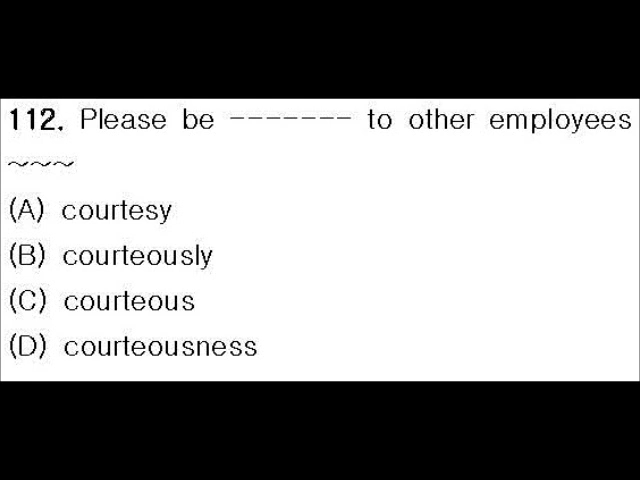 112. Please be ------- to other employees
~~~
(A) courtesy
(B) courteously
(C) courteous
(D) courteousness